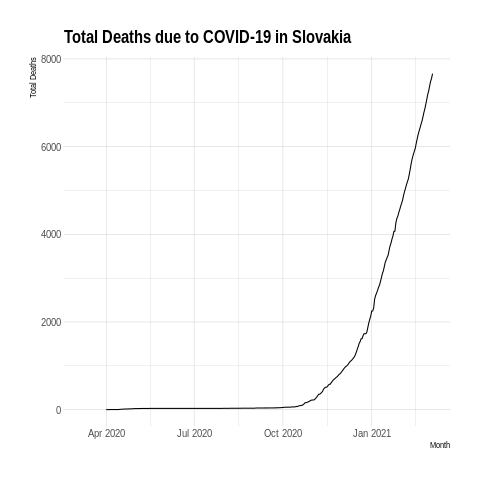 Total Deaths due to COVID-19 in Slovakia
Total Deaths
8000
6000
4000
2000
0
Apr 2020 Jul 2020 Oct 2020 Jan 2021
Month